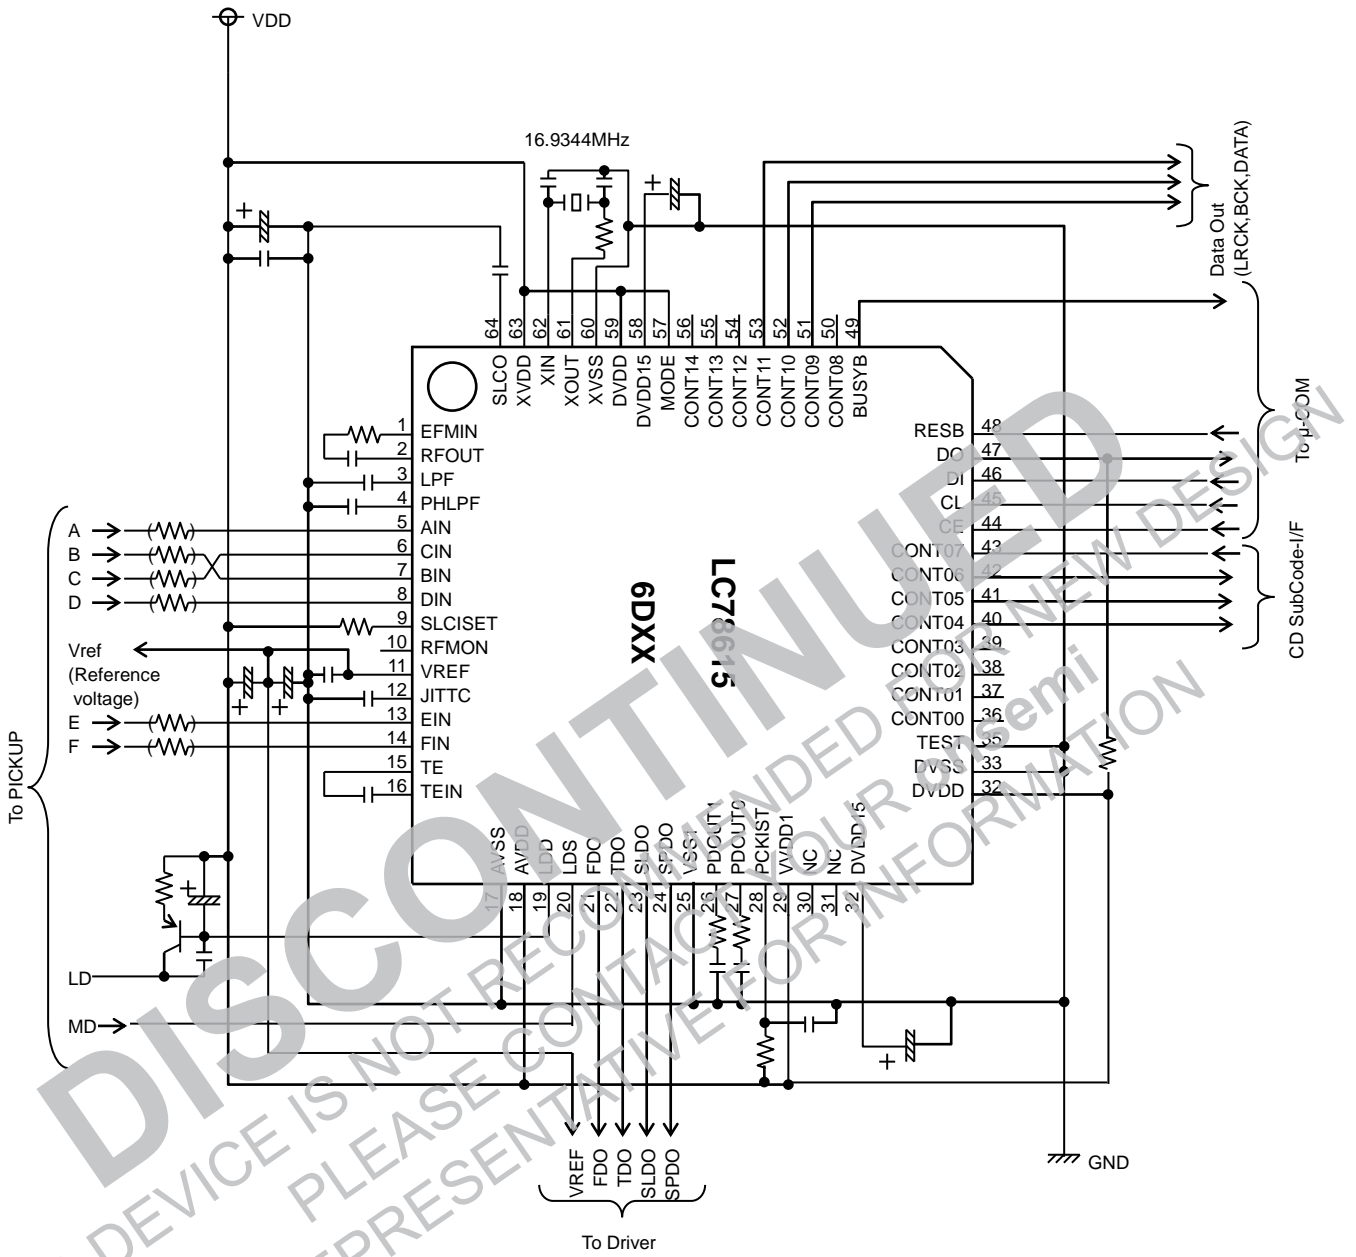 VDD
16.9344MHz
Data Out
(LRCK,BCK,DATA)
64
63
62
61
60
59
58
57
56
55
54
53
52
51
50
49
SLCO
XVDD
XIN
XOUT
XVSS
DVDD
DVDD15
MODE
CONT14
CONT13
CONT12
CONT11
CONT10
CONT09
CONT08
BUSYB
To PICKUP
A
B
C
D
Vref
(Reference
voltage)
E
F
LD
MD
1 EFMIN
2 RFOUT
3 LPF
4 PHLPF
5 AIN
6 CIN
7 BIN
8 DIN
9 SLCISET
10 RFMON
11 VREF
12 JITTC
13 EIN
14 FIN
15 TE
16 TEIN
LC78615
6DXX
RESB 48
DO 47
DI 46
CL 45
CE 44
CONT07 43
CONT06 42
CONT05 41
CONT04 40
CONT03 39
CONT02 38
CONT01 37
CONT00 36
TEST 35
DVSS 33
DVDD 32
To μ-COM
CD SubCode-I/F
AVSS
AVDD
LDD
LDS
FDO
TDO
SLDO
SPDO
VSS1
PDOUT1
PDOUT0
PCKIST
VVDD1
NC
NC
DVDD15
17
18
19
20
21
22
23
24
25
26
27
28
29
30
31
32
VREF
FDO
TDO
SLDO
SPDO
To Driver
GND
DISCONTINUED
DEVICE IS NOT RECOMMENDED FOR NEW DESIGN
PLEASE CONTACT YOUR onsemi
REPRESENTATIVE FOR INFORMATION